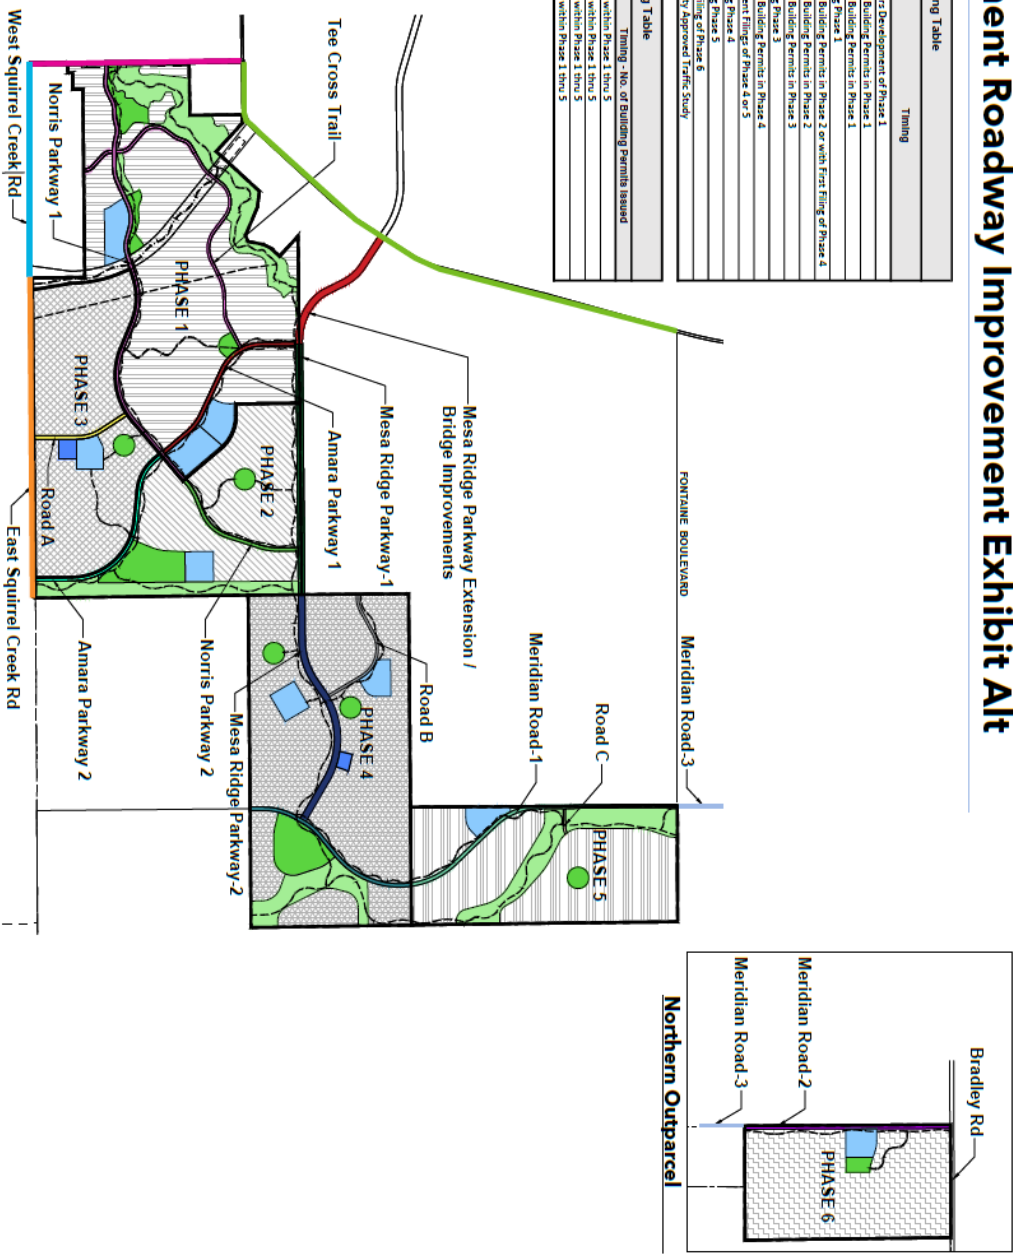 ent Roadway Improvement Exhibit Alt
ng Table
Timing
rs Development of Phase 1
Building Permits in Phase 1
Building Permits in Phase 1
g Phase 1
Building Permits in Phase 2 or with First Filing of Phase 4
Building Permits in Phase 2
Building Permits in Phase 3
g Phase 3
Building Permits in Phase 4
ent Filings of Phase 4 or 5
g Phase 4
g Phase 5
iling of Phase 6
ty Approved Traffic Study
g Table
Timing - No. of Building Permits Issued
within Phase 1 thru 5
within Phase 1 thru 5
within Phase 1 thru 5
within Phase 1 thru 5
FONTAINE BOULEVARD
Meridian Road-3
Road C
Meridian Road-1
Mesa Ridge Parkway Extension /
Bridge Improvements
Road B
Mesa Ridge Parkway-1
Tee Cross Trail
Amara Parkway 1
Mesa Ridge Parkway-2
Norris Parkway 2
Amara Parkway 2
Norris Parkway 1
West Squirrel Creek Rd
Road A
East Squirrel Creek Rd
PHASE 1
PHASE 2
PHASE 3
PHASE 4
PHASE 5
Bradley Rd
Meridian Road-2
Meridian Road-3
PHASE 6
Northern Outparcel